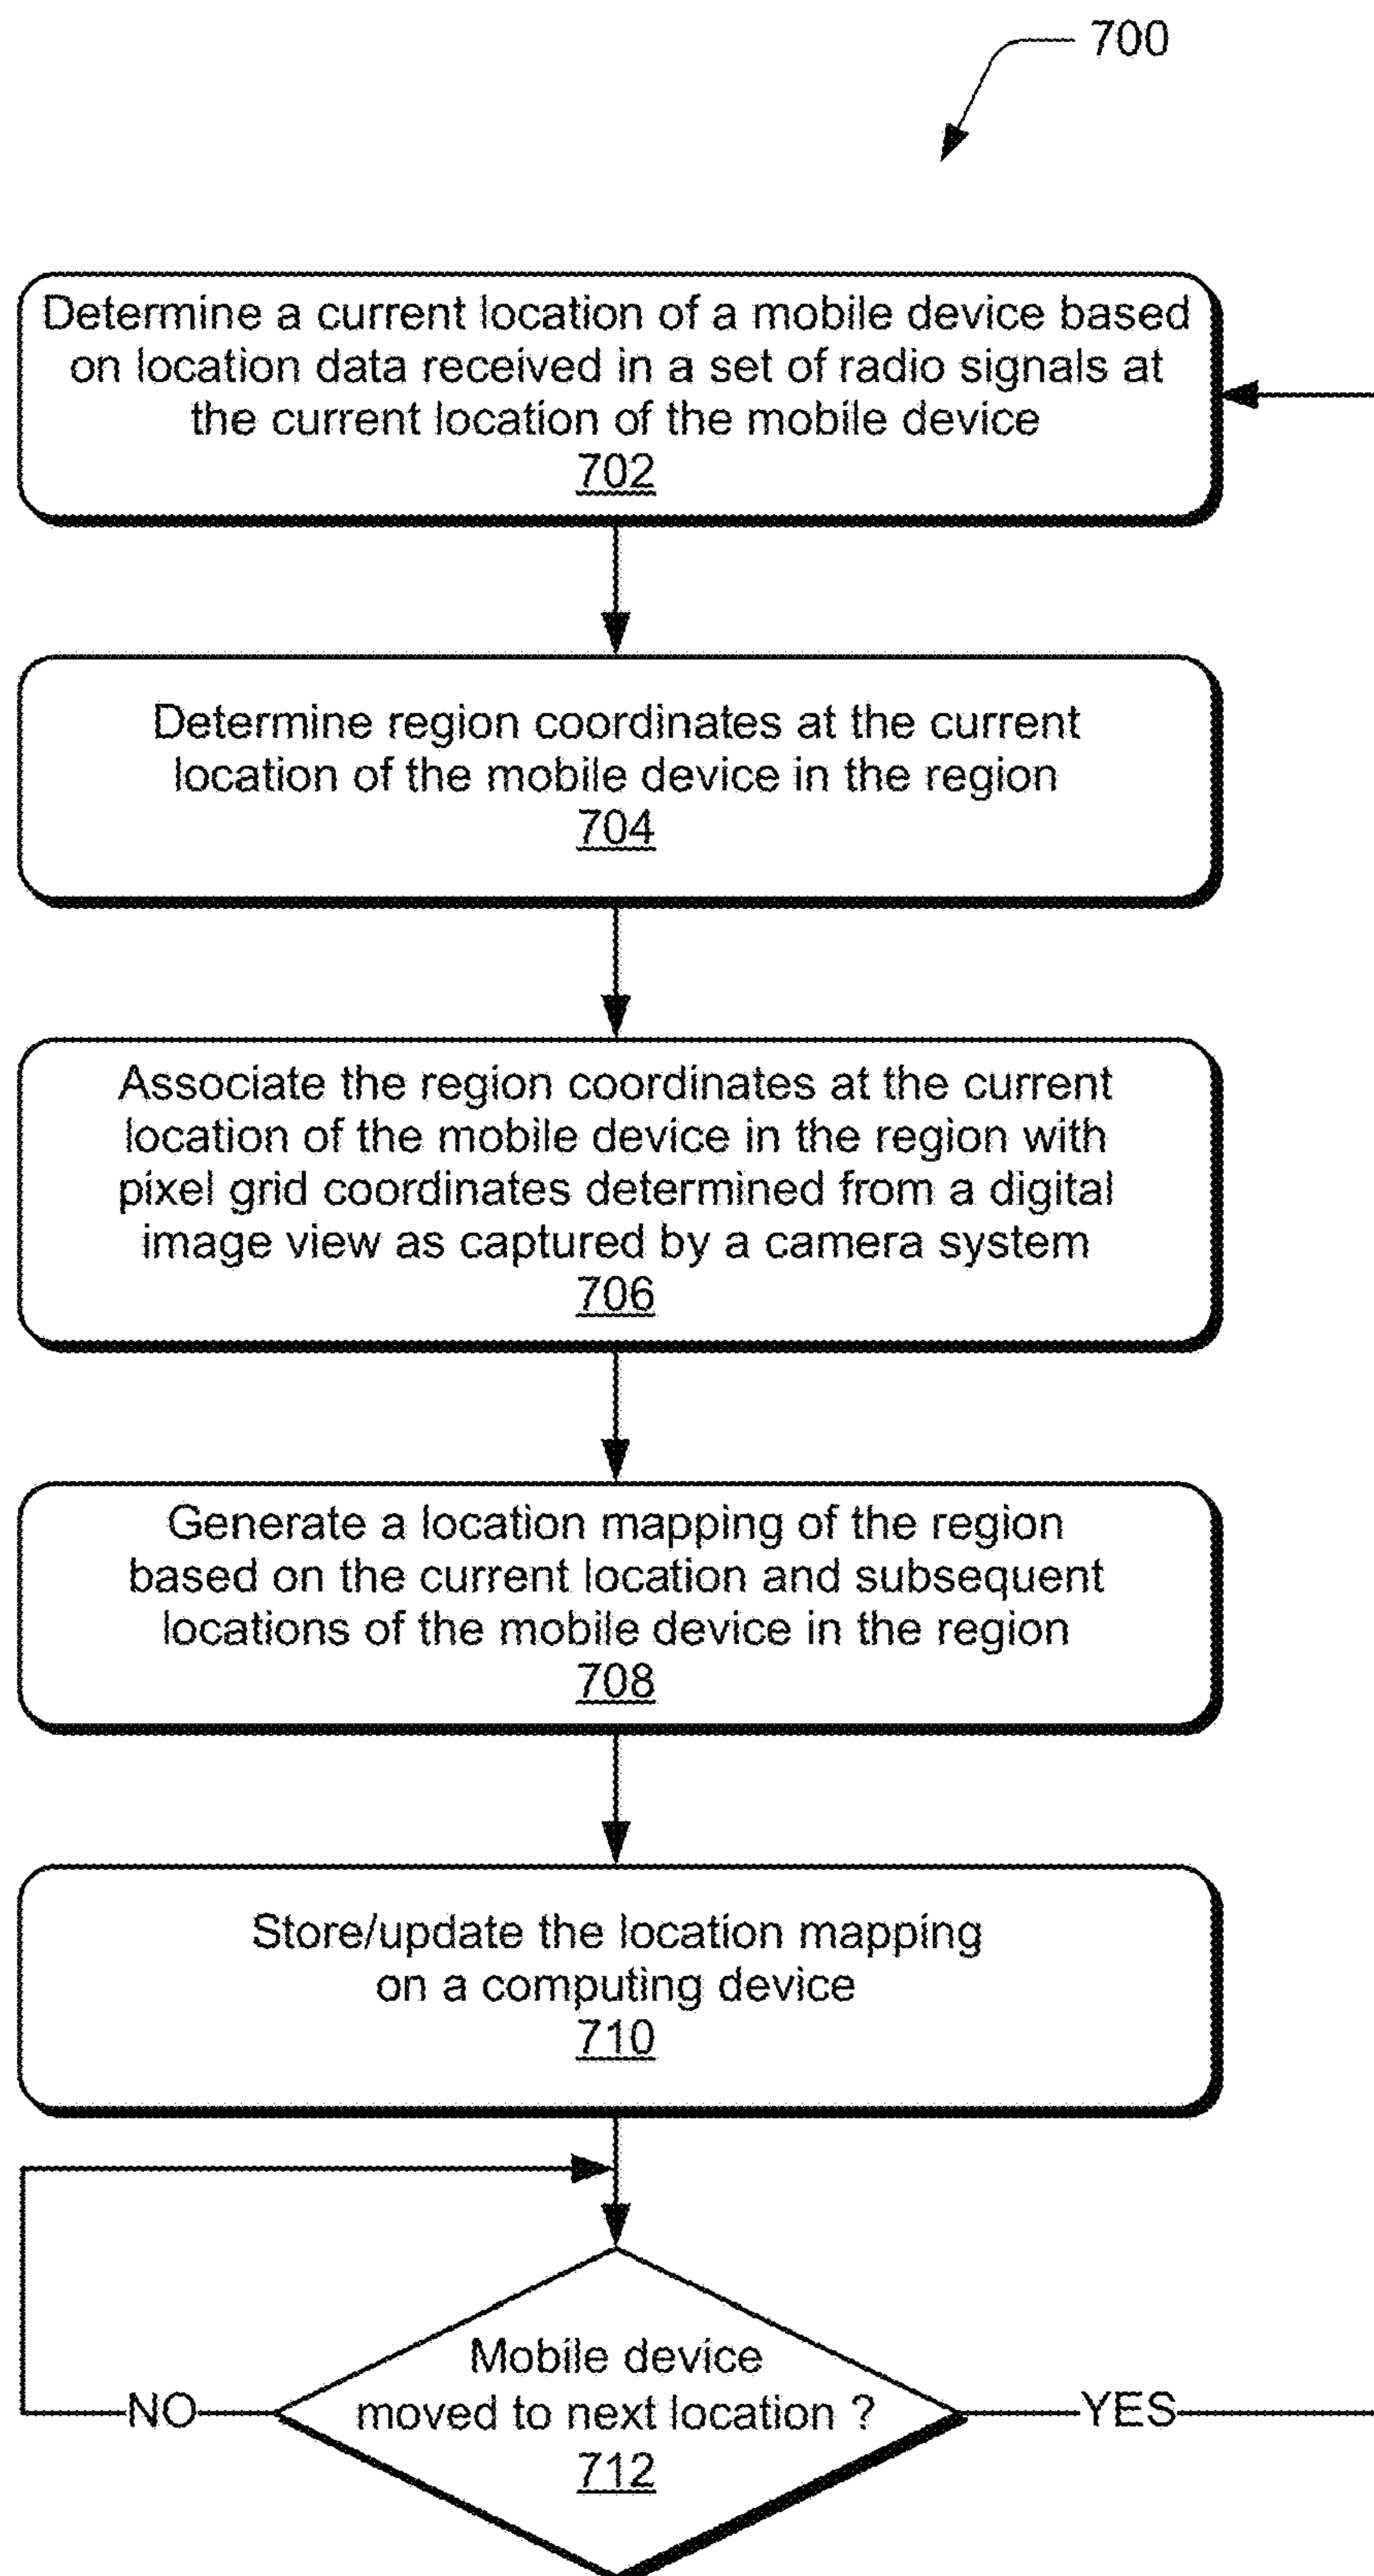 700
Determine a current location of a mobile device based
on location data received in a set of radio signals at
the current location of the mobile device
702
Determine region coordinates at the current
location of the mobile device in the region
704
Associate the region coordinates at the current
location of the mobile device in the region with
pixel grid coordinates determined from a digital
image view as captured by a camera system
706
Generate a location mapping of the region
based on the current location and subsequent
locations of the mobile device in the region
708
Store/update the location mapping
on a computing device
710
Mobile device
moved to next location ?
712
NO
YES